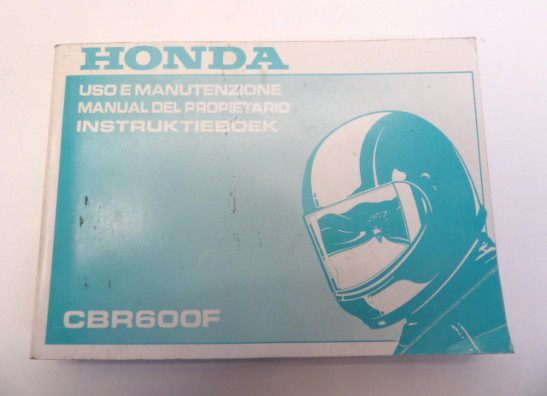 HONDA
USO E MANUTENZIONE
MANUAL DEL PROPIETARIO
INSTRUKTIEBOEK
CBR600F